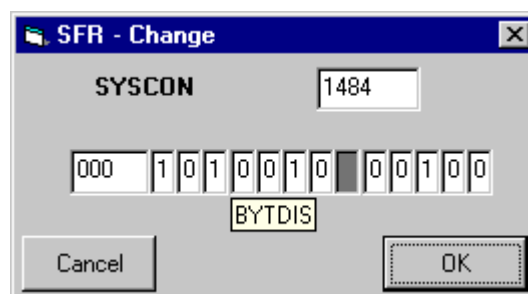 SFR - Change
SYSCON 1484
000 1 0 1 0 0 1 0 0 0 1 0 0
BYTDIS
Cancel OK